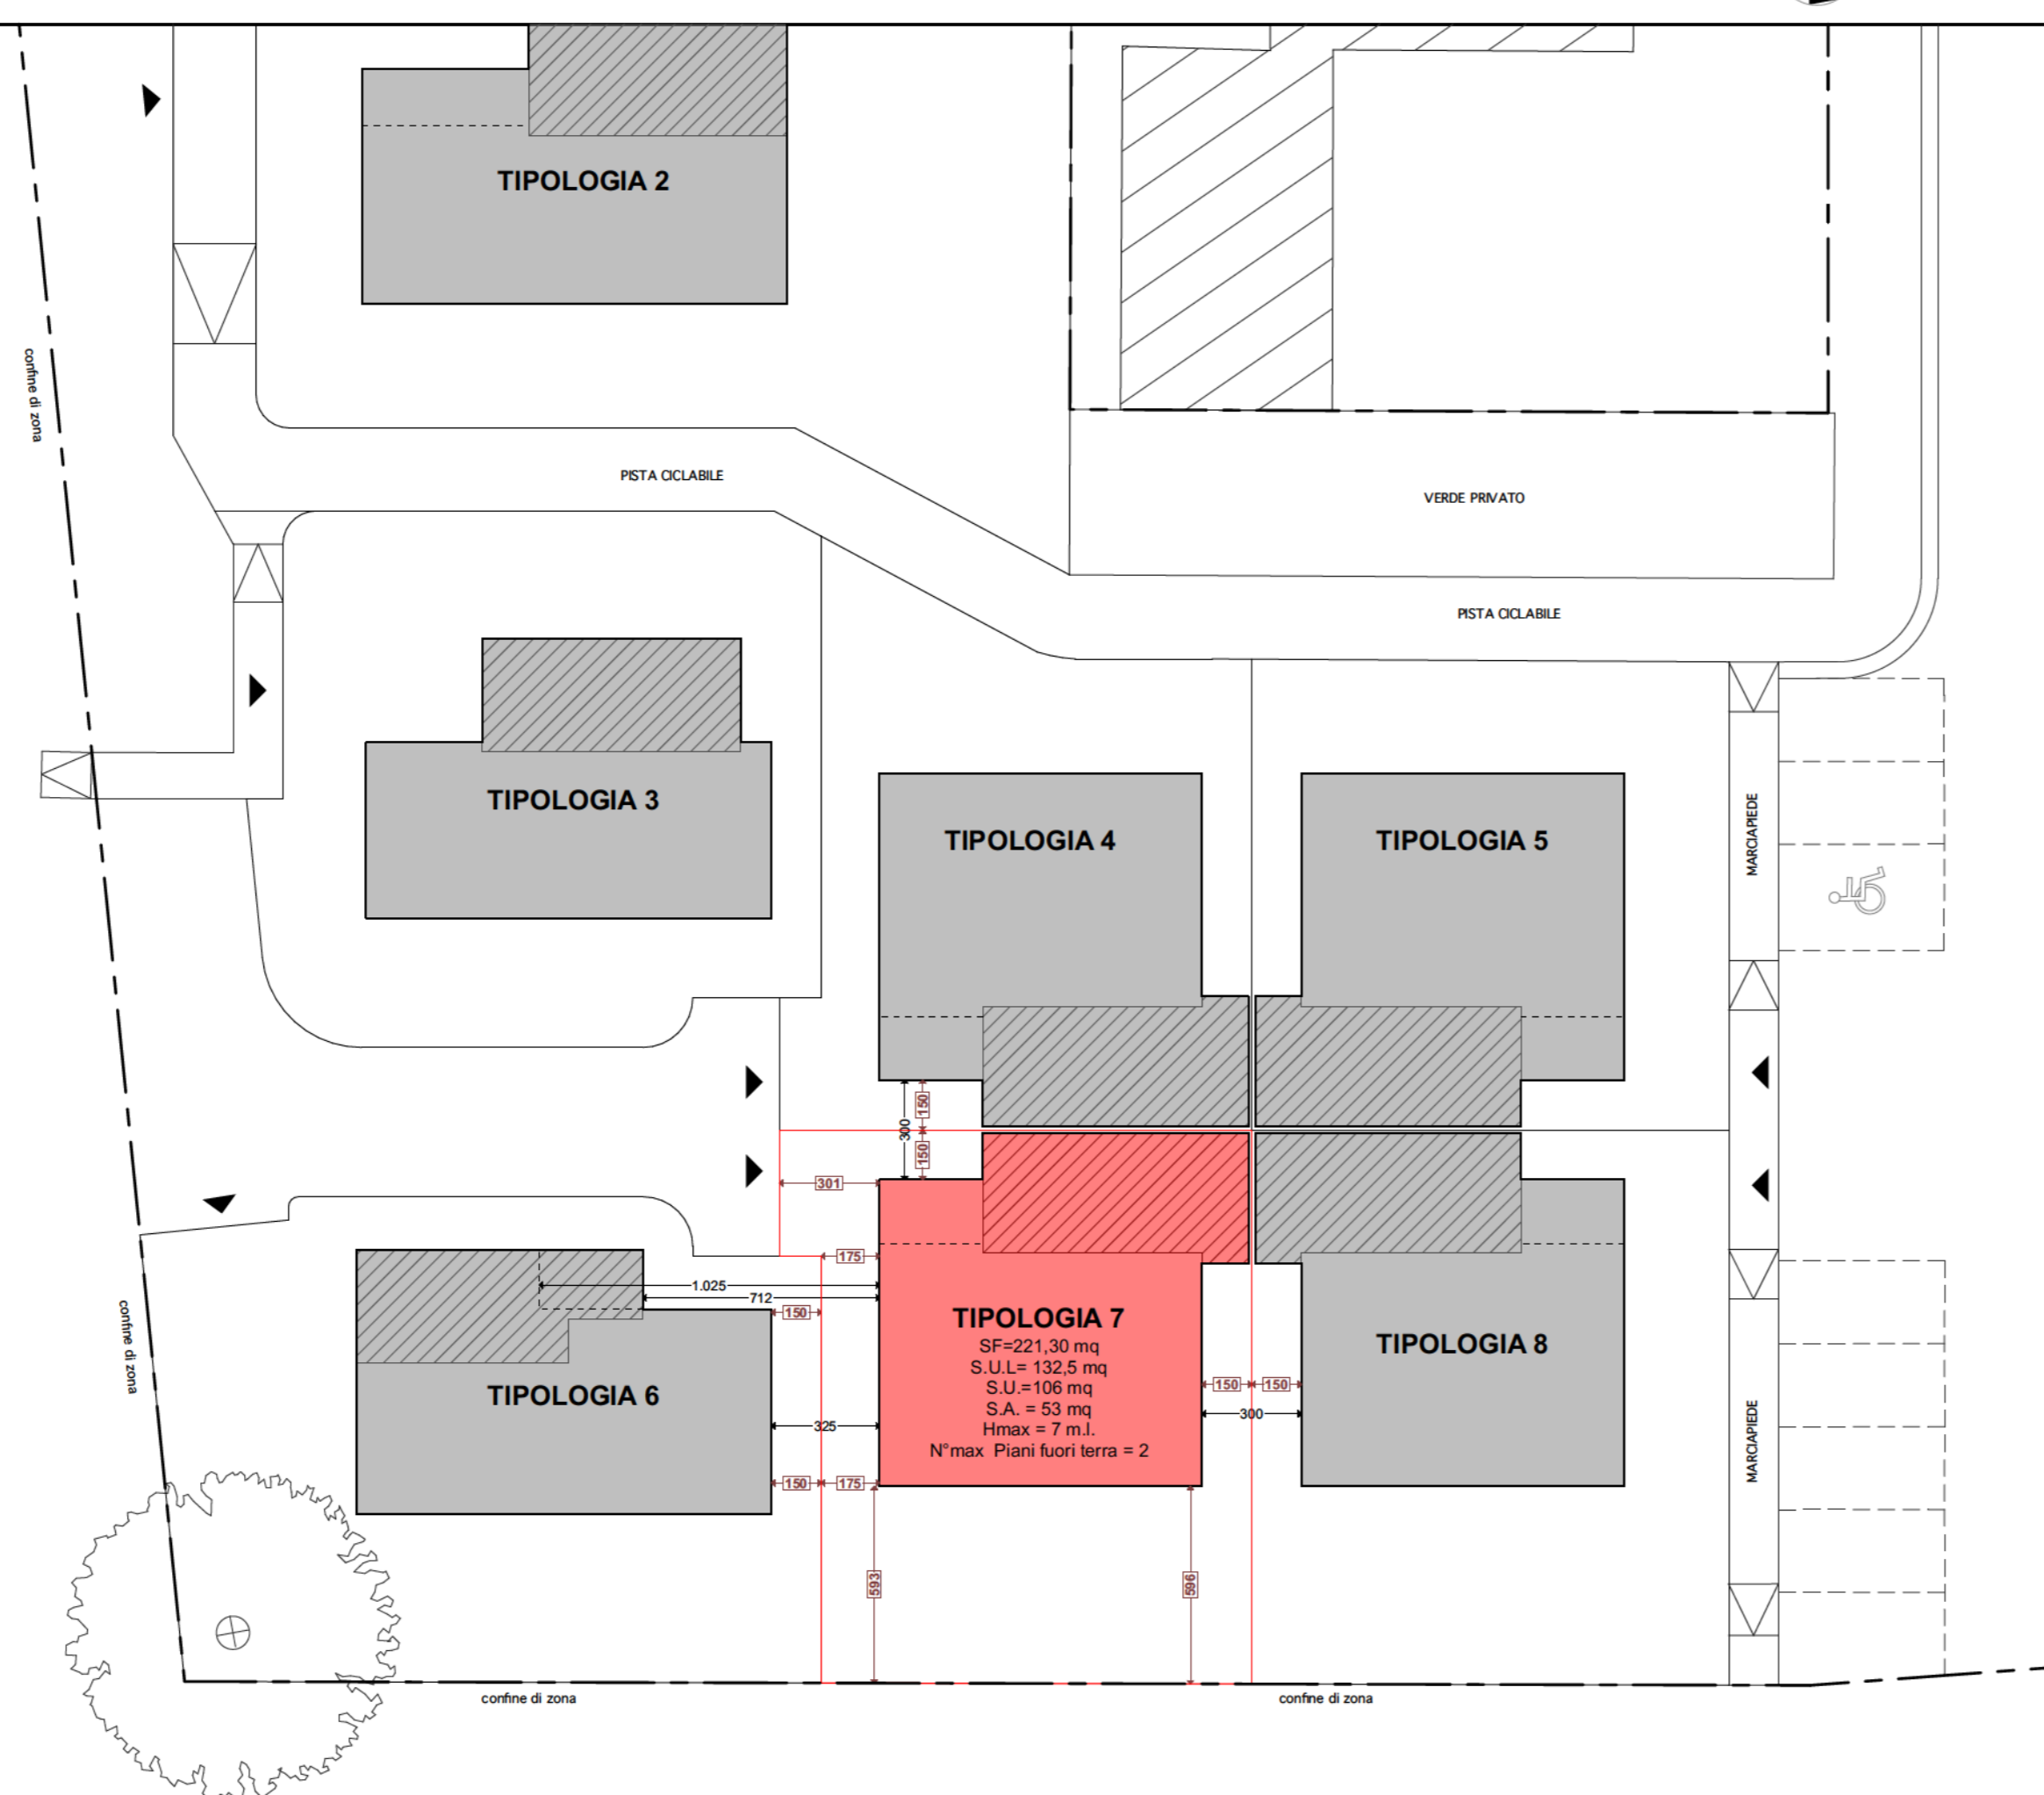 TIPOLOGIA 2
confine di zona
PISTA CICLABILE
VERDE PRIVATO
PISTA CICLABILE
TIPOLOGIA 3
TIPOLOGIA 4
TIPOLOGIA 5
MARCIAPIEDE
150
300
150
301
175
1.025
712
150
TIPOLOGIA 7
SF=221,30 mq
S.U.L= 132,5 mq
S.U.=106 mq
S.A. = 53 mq
Hmax = 7 m.l.
N°max Piani fuori terra = 2
TIPOLOGIA 8
confine di zona
TIPOLOGIA 6
150
150
300
325
MARCIAPIEDE
150
175
593
596
confine di zona
confine di zona